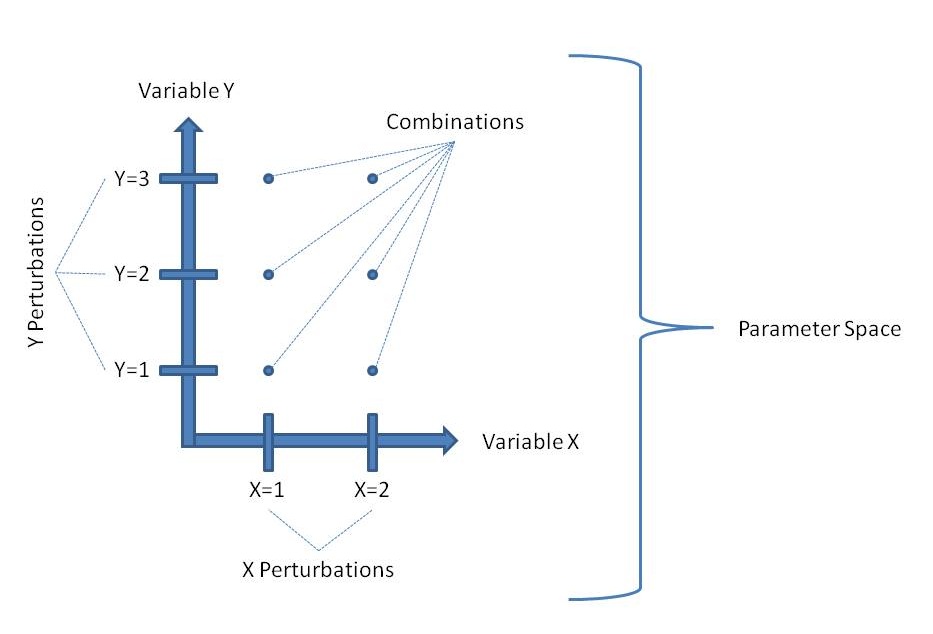 Variable Y
Combinations
Y=3
Y Perturbations
Y=2
Parameter Space
Y=1
Variable X
X=1
X=2
X Perturbations